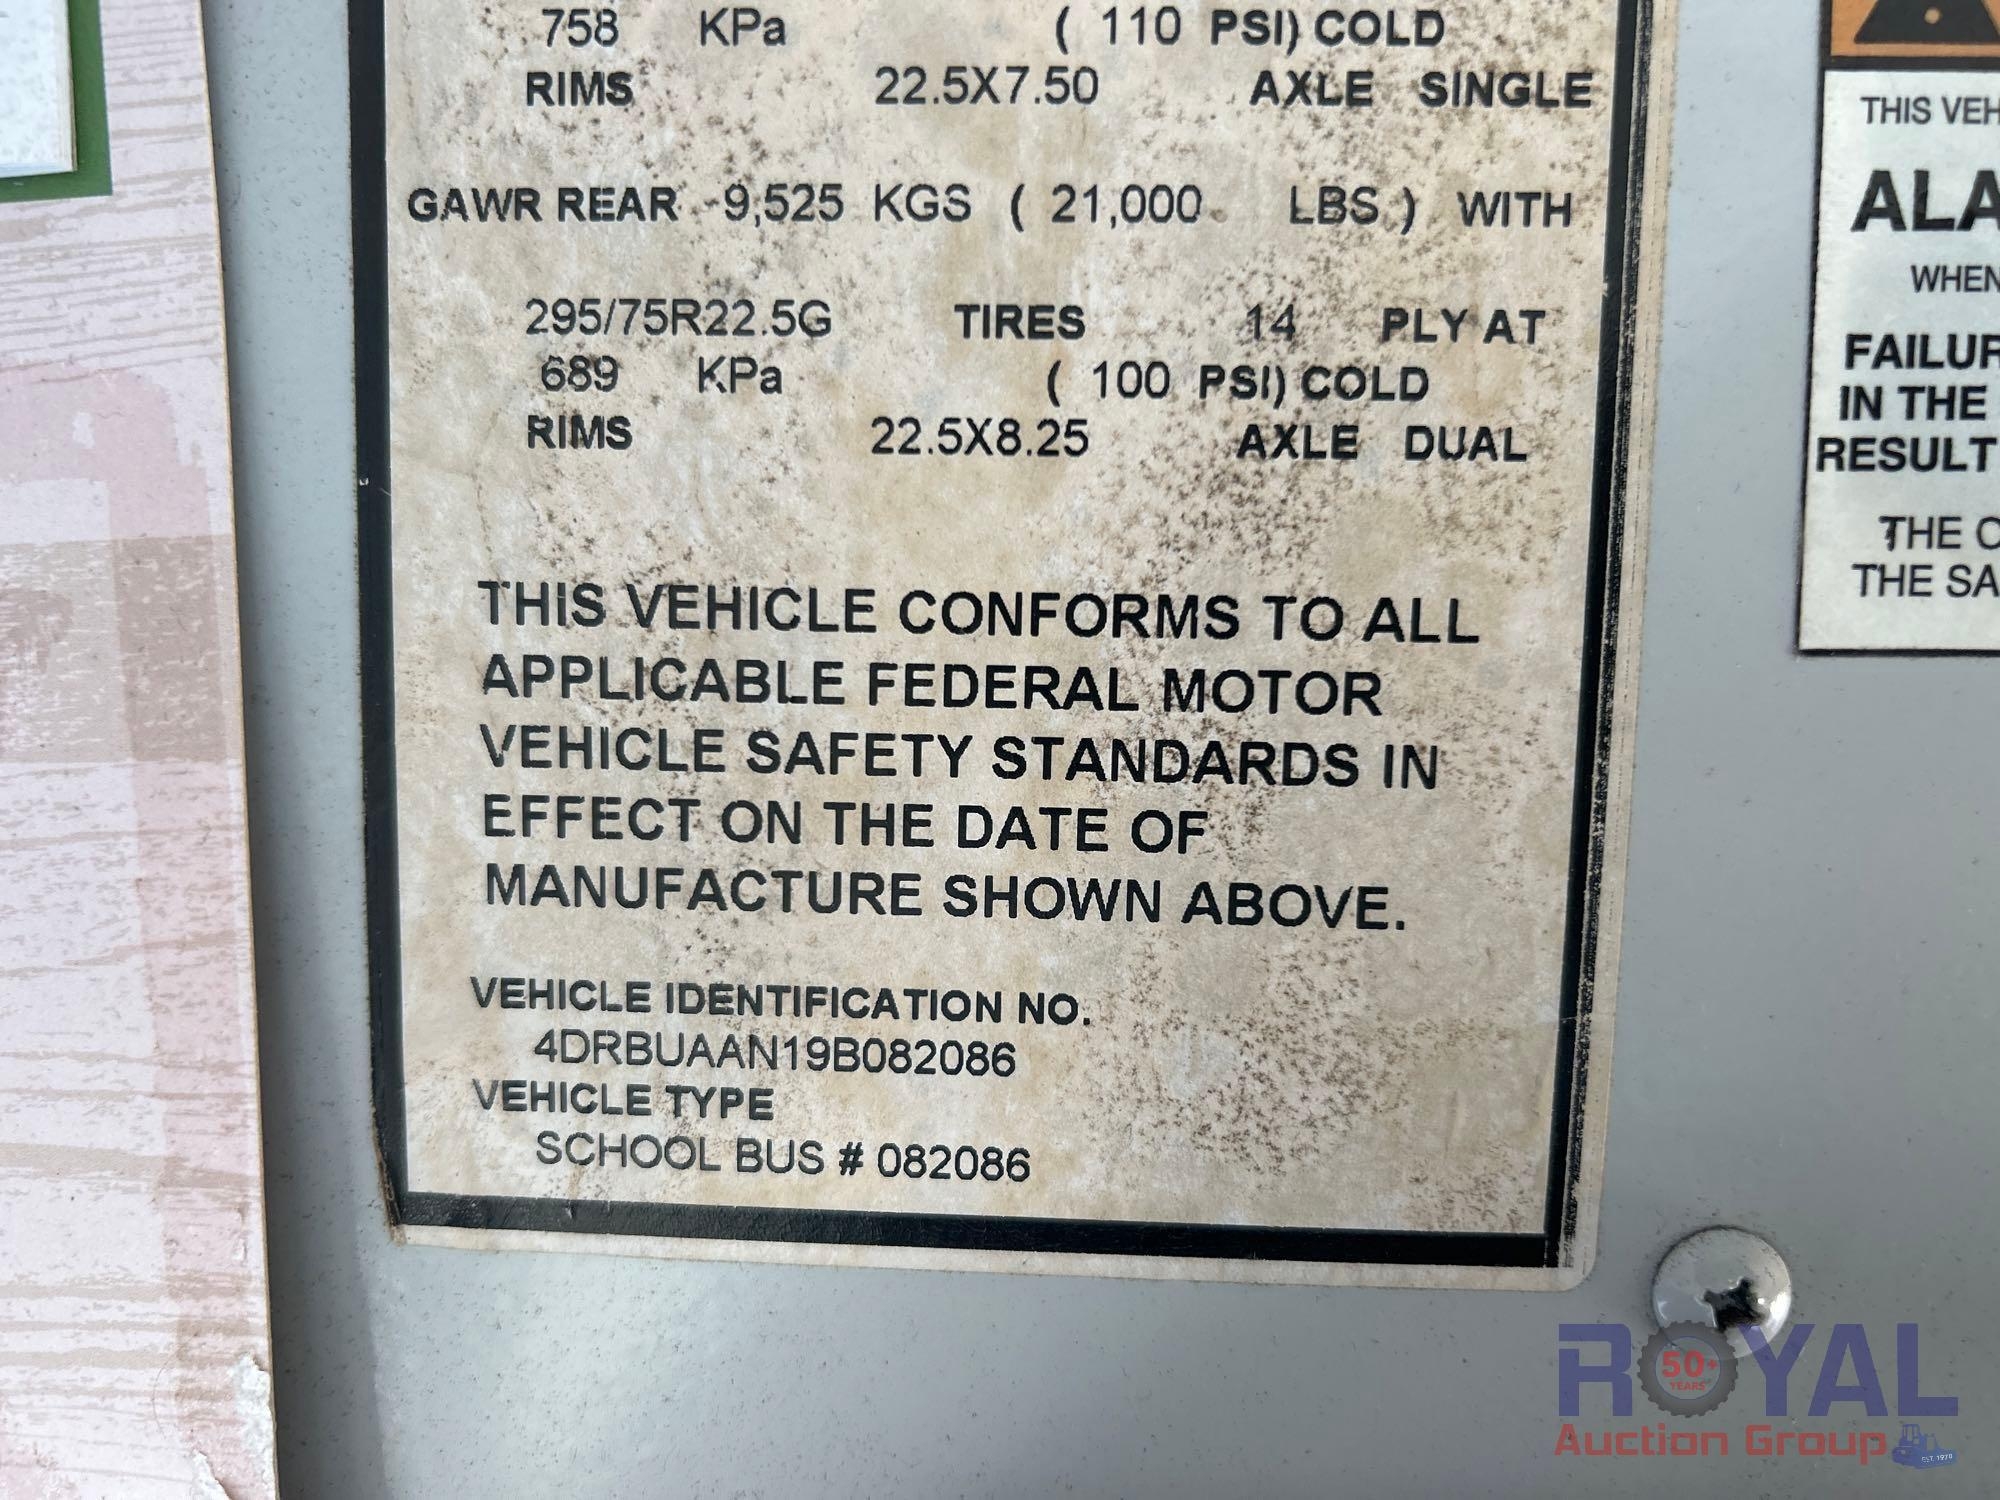 758 KPa ( 110 PSI) COLD
RIMS 22.5X7.50 AXLE SINGLE
GAWR REAR 9,525 KGS ( 21,000 LBS ) WITH
295/75R22.5G TIRES 14 PLY AT
689 KPa ( 100 PSI) COLD
RIMS 22.5X8.25 AXLE DUAL
THIS VEHICLE CONFORMS TO ALL
APPLICABLE FEDERAL MOTOR
VEHICLE SAFETY STANDARDS IN
EFFECT ON THE DATE OF
MANUFACTURE SHOWN ABOVE.
VEHICLE IDENTIFICATION NO.
4DRBUAAN19B082086
VEHICLE TYPE
SCHOOL BUS # 082086
THIS VEH
ALA
WHEN
FAILUR
IN THE
RESULT
THE C
THE SA
ROYAL
50+
YEARS
Auction Group
EST. 1970